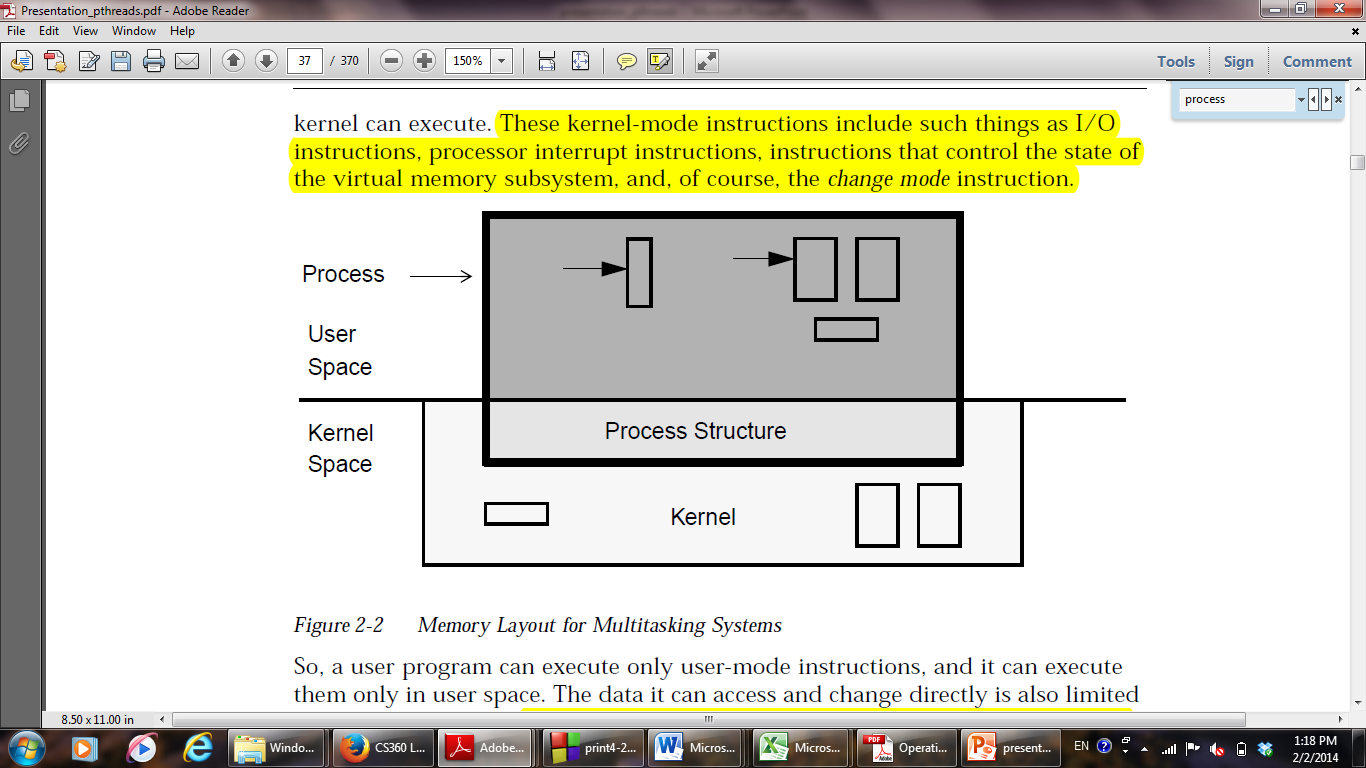 Presentation_pthreads.pdf - Adobe Reader
File Edit View Window Help
37 / 370 150% Tools Sign Comment
process
kernel can execute. These kernel-mode instructions include such things as I/O
instructions, processor interrupt instructions, instructions that control the state of
the virtual memory subsystem, and, of course, the change mode instruction.
Process
User
Space
Kernel
Space
Process Structure
Kernel
Figure 2-2 Memory Layout for Multitasking Systems
So, a user program can execute only user-mode instructions, and it can execute
them only in user space. The data it can access and change directly is also limited
8.50 x 11.00 in
Windo... CS360 L... Adobe... print4-2... Micros... Micros... Operati... present... EN 1:18 PM
2/2/2014